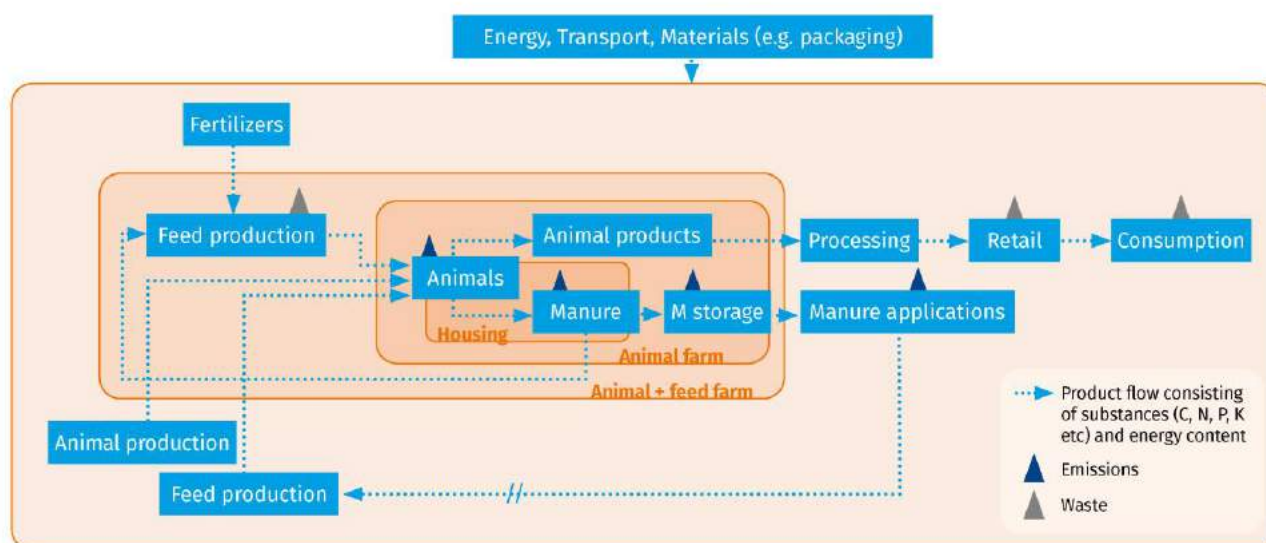 Energy, Transport, Materials (e.g. packaging)
Fertilizers
Feed production
Animal products
Processing
Retail
Consumption
Animals
Manure
M storage
Manure applications
Housing
Animal farm
Animal + feed farm
Animal production
Feed production
//
Product flow consisting
of substances (C, N, P, K
etc) and energy content
Emissions
Waste